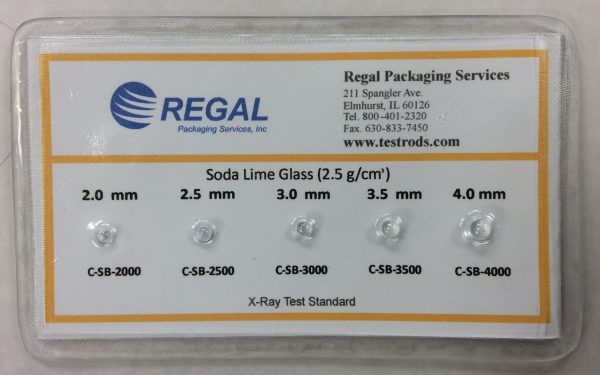 REGAL
Packaging Services, Inc
Regal Packaging Services
211 Spangler Ave.
Elmhurst, IL 60126
Tel. 800-401-2320
Fax. 630-833-7450
www.testrods.com
Soda Lime Glass (2.5 g/cm³)
2.0 mm 2.5 mm 3.0 mm 3.5 mm 4.0 mm
C-SB-2000 C-SB-2500 C-SB-3000 C-SB-3500 C-SB-4000
X-Ray Test Standard